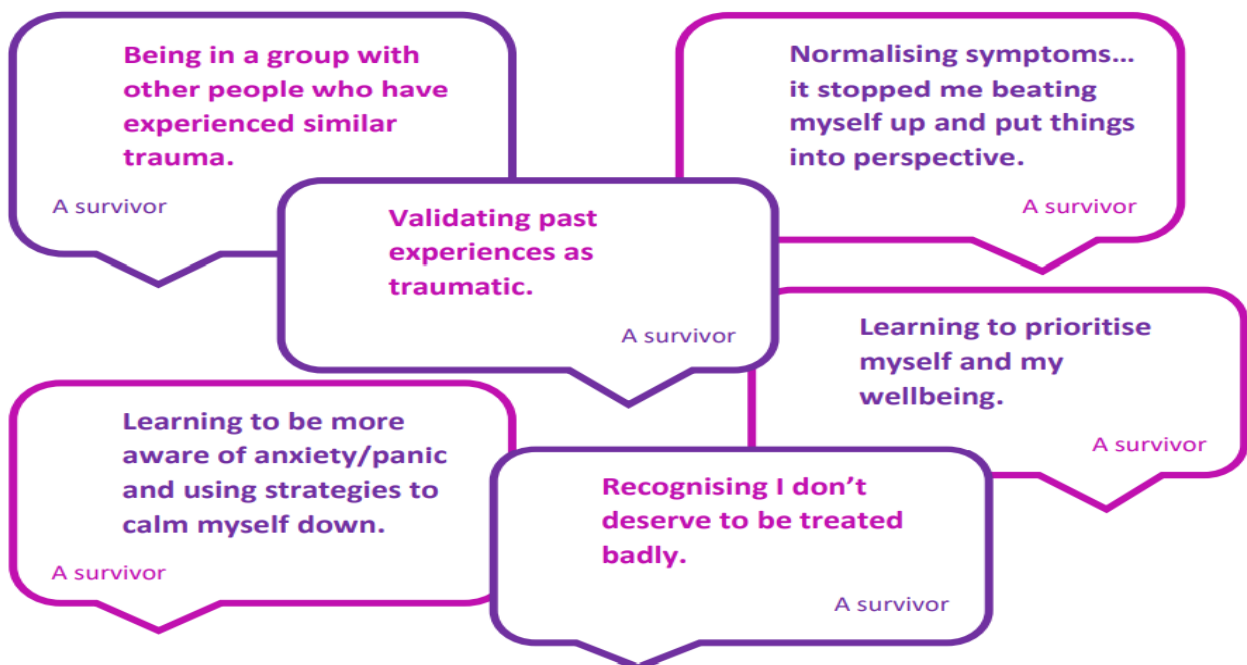 Being in a group with
other people who have
experienced similar
trauma.
A survivor
Normalising symptoms…
it stopped me beating
myself up and put things
into perspective.
A survivor
Validating past
experiences as
traumatic.
A survivor
Learning to prioritise
myself and my
wellbeing.
A survivor
Learning to be more
aware of anxiety/panic
and using strategies to
calm myself down.
A survivor
Recognising I don’t
deserve to be treated
badly.
A survivor